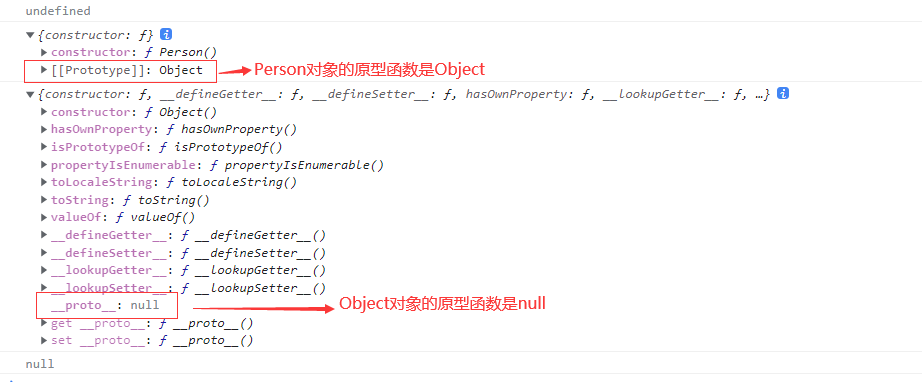 undefined
▼{constructor: ƒ} i
▶constructor: ƒ Person()
▶[[Prototype]]: Object
Person对象的原型函数是Object
▼{constructor: ƒ, __defineGetter__: ƒ, __defineSetter__: ƒ, hasOwnProperty: ƒ, __lookupGetter__: ƒ, …} i
▶constructor: ƒ Object()
▶hasOwnProperty: ƒ hasOwnProperty()
▶isPrototypeOf: ƒ isPrototypeOf()
▶propertyIsEnumerable: ƒ propertyIsEnumerable()
▶toLocaleString: ƒ toLocaleString()
▶toString: ƒ toString()
▶valueOf: ƒ valueOf()
▶__defineGetter__: ƒ __defineGetter__()
▶__defineSetter__: ƒ __defineSetter__()
▶__lookupGetter__: ƒ __lookupGetter__()
▶__lookupSetter__: ƒ __lookupSetter__()
__proto__: null
Object对象的原型函数是null
▶get __proto__: ƒ __proto__()
▶set __proto__: ƒ __proto__()
null